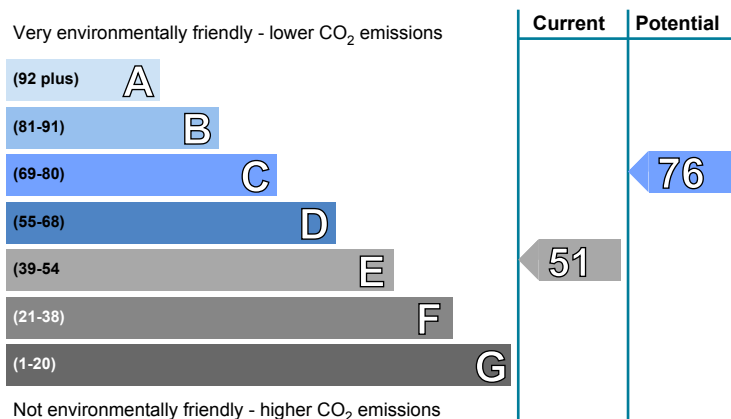 Very environmentally friendly - lower CO2 emissions
Current
Potential
(92 plus) A
(81-91) B
(69-80) C
76
(55-68) D
(39-54 E
51
(21-38) F
(1-20) G
Not environmentally friendly - higher CO2 emissions